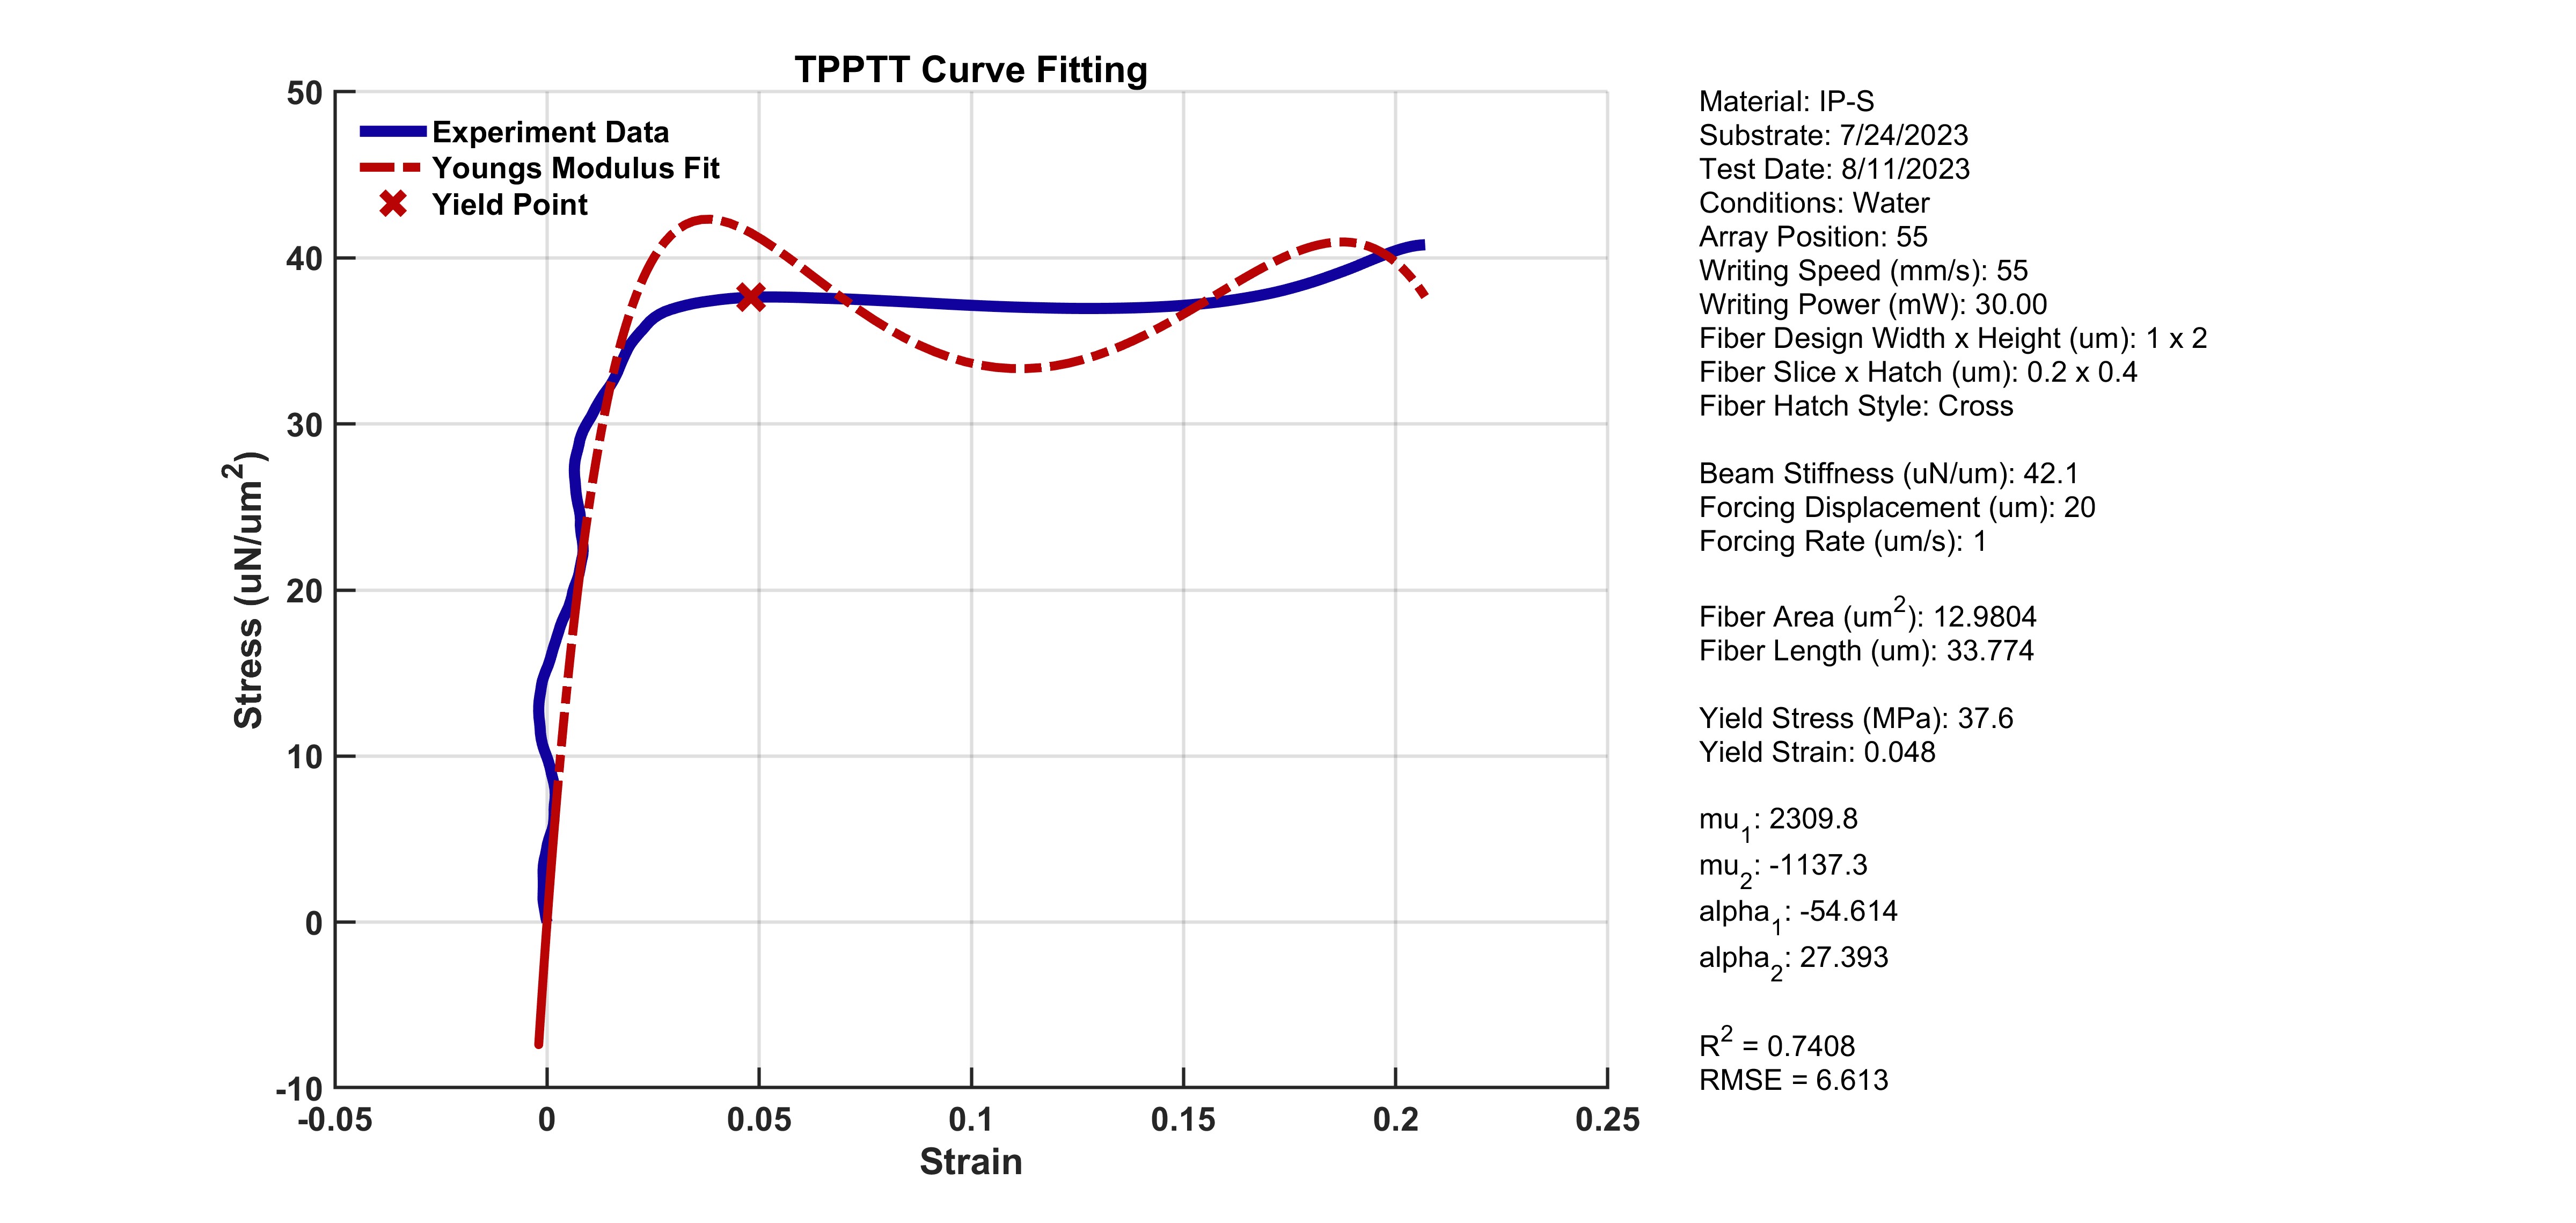 TPPTT Curve Fitting
50
40
30
20
10
0
-10
Stress (uN/um²)
Experiment Data
Youngs Modulus Fit
Yield Point
-0.05
0
0.05
0.1
0.15
0.2
0.25
Strain
Material: IP-S
Substrate: 7/24/2023
Test Date: 8/11/2023
Conditions: Water
Array Position: 55
Writing Speed (mm/s): 55
Writing Power (mW): 30.00
Fiber Design Width x Height (um): 1 x 2
Fiber Slice x Hatch (um): 0.2 x 0.4
Fiber Hatch Style: Cross
Beam Stiffness (uN/um): 42.1
Forcing Displacement (um): 20
Forcing Rate (um/s): 1
Fiber Area (um²): 12.9804
Fiber Length (um): 33.774
Yield Stress (MPa): 37.6
Yield Strain: 0.048
mu₁: 2309.8
mu₂: -1137.3
alpha₁: -54.614
alpha₂: 27.393
R² = 0.7408
RMSE = 6.613